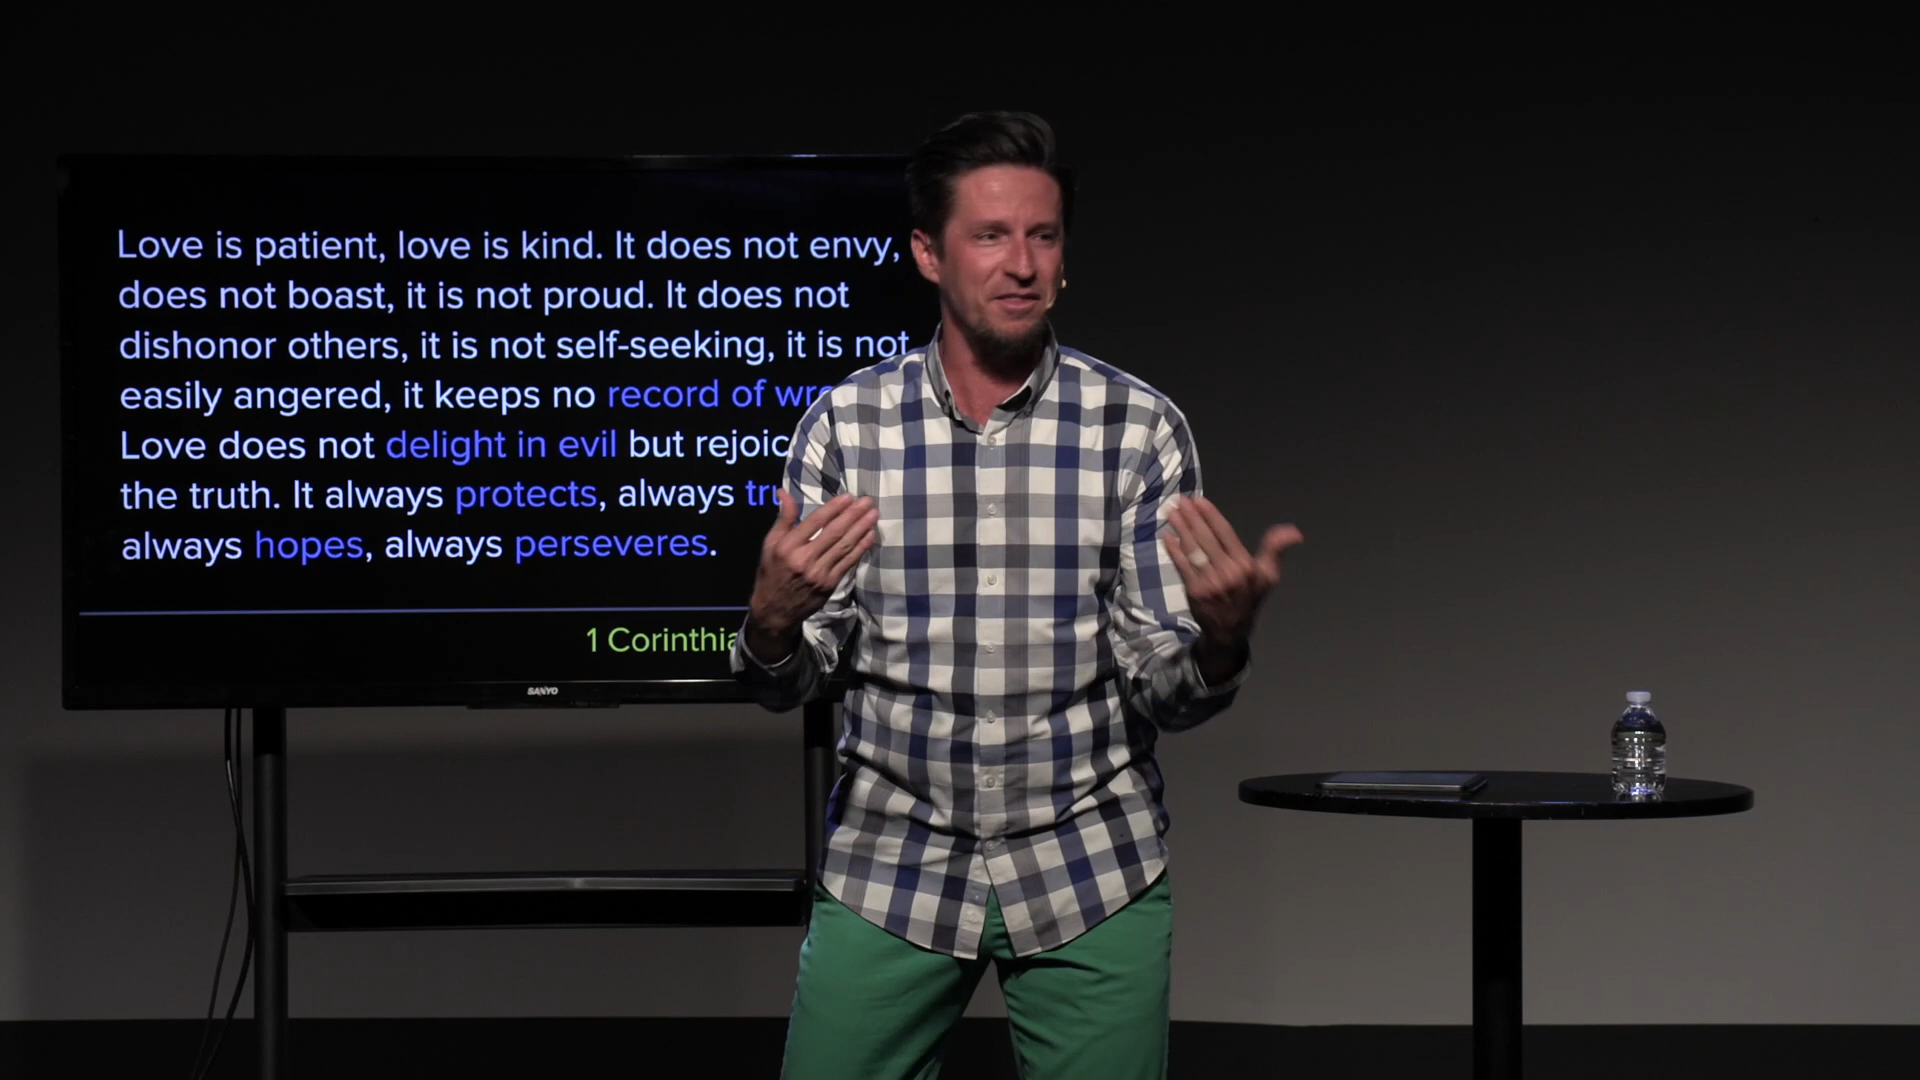 Love is patient, love is kind. It does not envy,
does not boast, it is not proud. It does not
dishonor others, it is not self-seeking, it is not
easily angered, it keeps no record of
Love does not delight in evil but
the truth. It always protects, always
always hopes, always perseveres.
1
SANYO